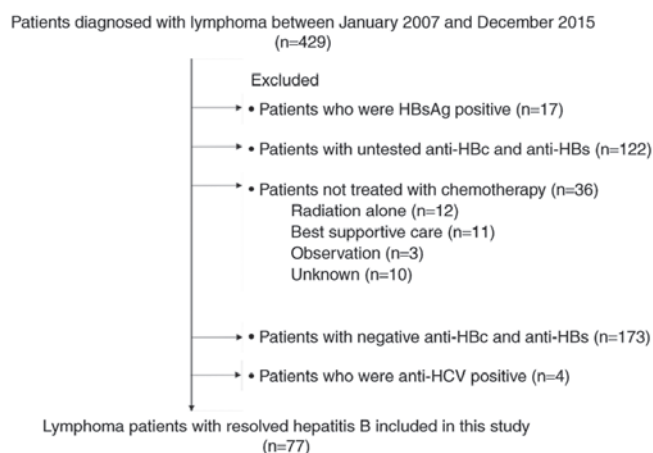 Patients diagnosed with lymphoma between January 2007 and December 2015
(n=429)
Excluded
• Patients who were HBsAg positive (n=17)
• Patients with untested anti-HBc and anti-HBs (n=122)
• Patients not treated with chemotherapy (n=36)
Radiation alone (n=12)
Best supportive care (n=11)
Observation (n=3)
Unknown (n=10)
• Patients with negative anti-HBc and anti-HBs (n=173)
• Patients who were anti-HCV positive (n=4)
Lymphoma patients with resolved hepatitis B included in this study
(n=77)